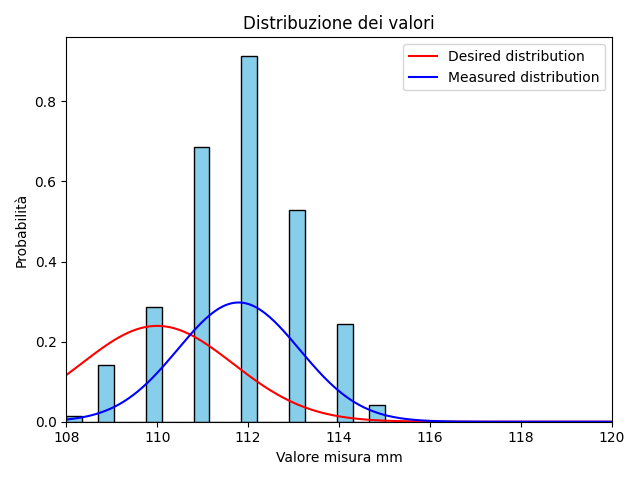 Distribuzione dei valori
Desired distribution
Measured distribution
Probabilità
0.8
0.6
0.4
0.2
0.0
108 110 112 114 116 118 120
Valore misura mm